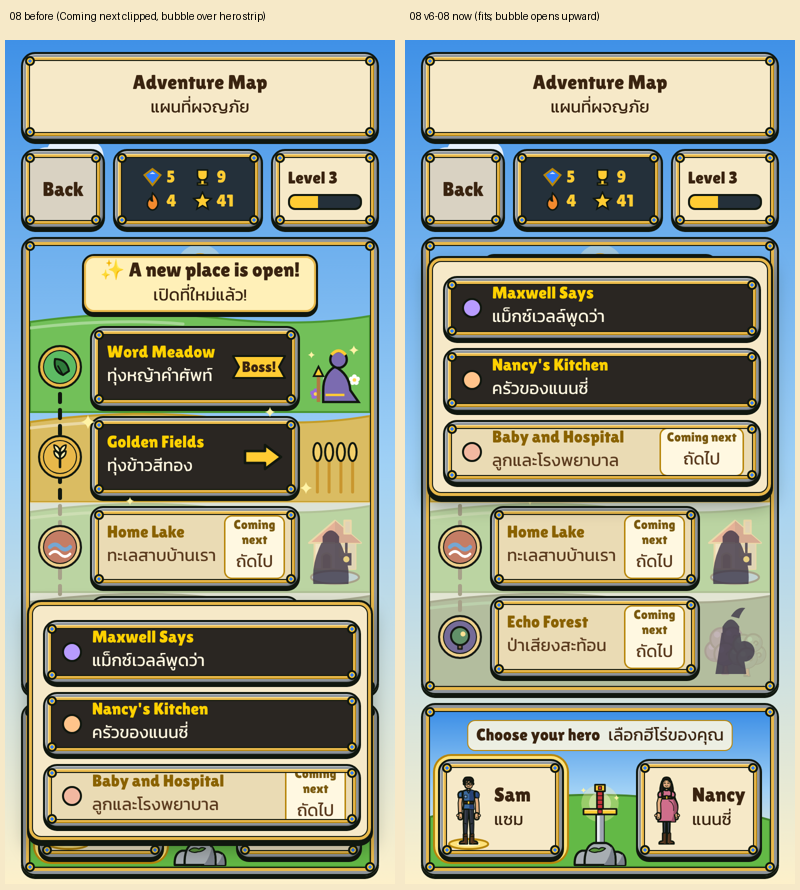 08 before (Coming next clipped, bubble over herostrip)
Adventure Map
แผนที่ผจญภัย
Back
5
9
4
41
Level 3
✨ A new place is open!
เปิดที่ใหม่แล้ว!
Word Meadow
ทุ่งหญ้าคำศัพท์
Boss!
Golden Fields
ทุ่งข้าวสีทอง
Home Lake
ทะเลสาบบ้านเรา
Coming
next
ถัดไป
Maxwell Says
แม็กซ์เวลล์พูดว่า
Nancy's Kitchen
ครัวของแนนซี่
Baby and Hospital
ลูกและโรงพยาบาล
Coming
next
ถัดไป
08 v6-08 now (fits; bubble opens upward)
Adventure Map
แผนที่ผจญภัย
Back
5
9
4
41
Level 3
Maxwell Says
แม็กซ์เวลล์พูดว่า
Nancy's Kitchen
ครัวของแนนซี่
Baby and Hospital
ลูกและโรงพยาบาล
Coming next
ถัดไป
Home Lake
ทะเลสาบบ้านเรา
Coming
next
ถัดไป
Echo Forest
ป่าเสียงสะท้อน
Coming
next
ถัดไป
Choose your hero เลือกฮีโร่ของคุณ
Sam
แซม
Nancy
แนนซี่